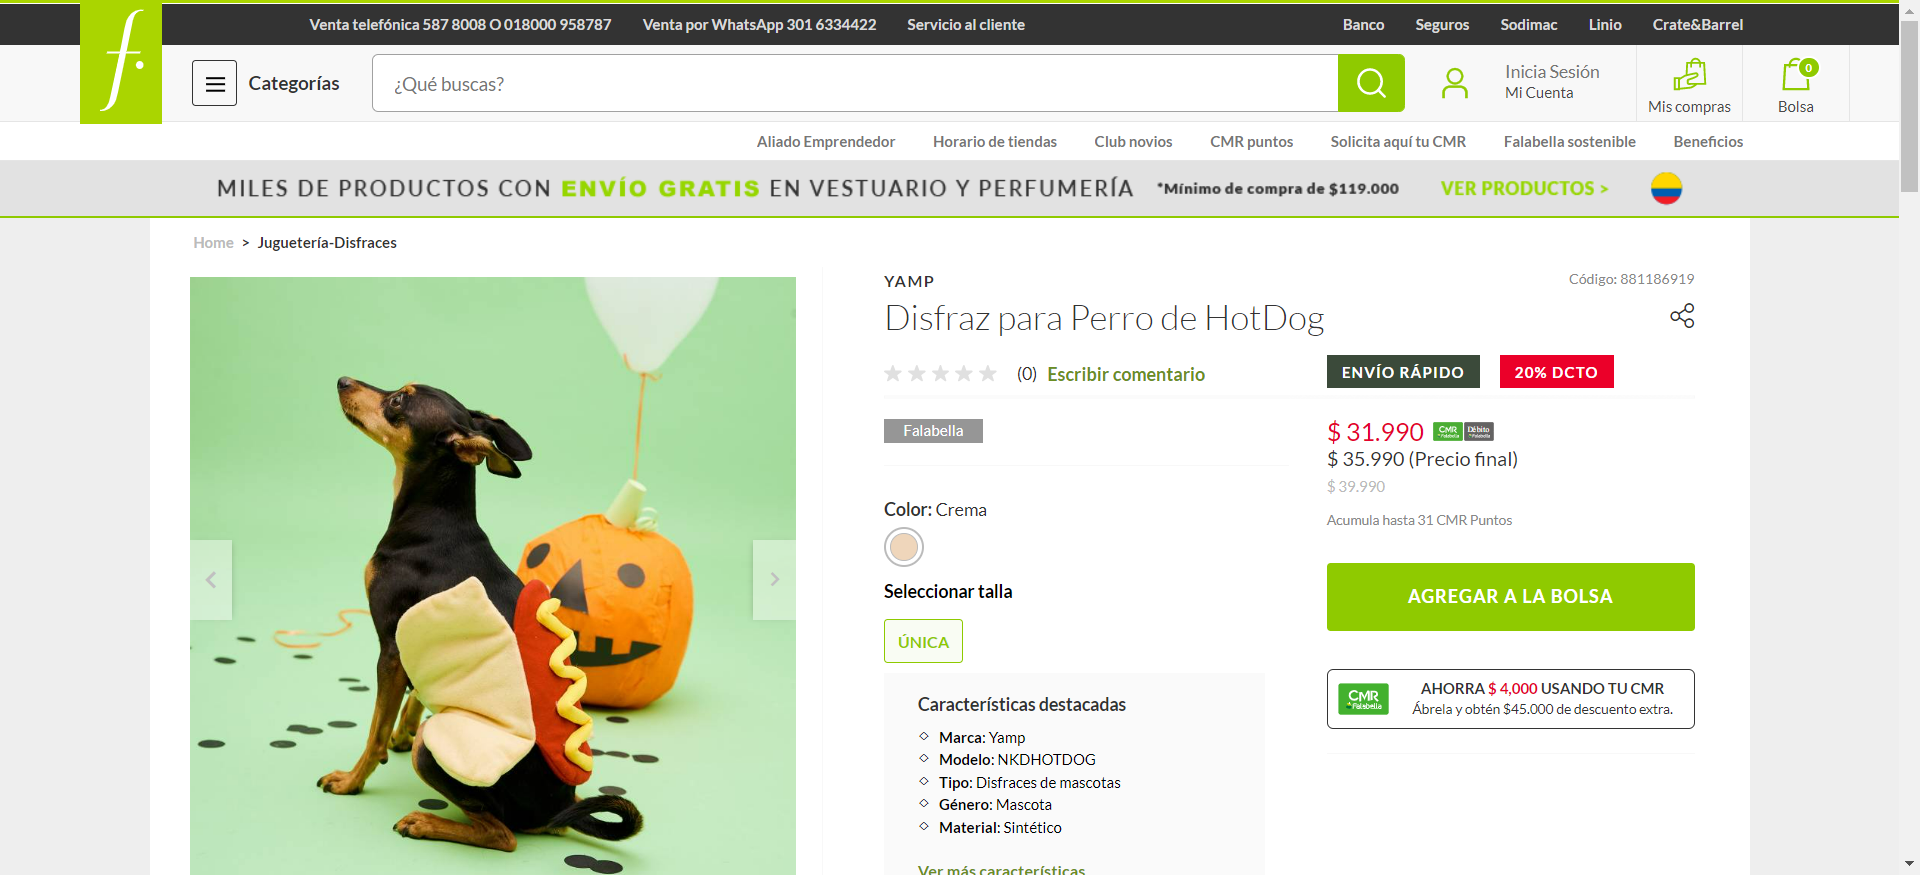 Venta telefónica 587 8008 O 018000 958787
Venta por WhatsApp 301 6334422
Servicio al cliente
Banco
Seguros
Sodimac
Linio
Crate&Barrel
f.
Categorías
¿Qué buscas?
Inicia Sesión
Mi Cuenta
Mis compras
0
Bolsa
Aliado Emprendedor
Horario de tiendas
Club novios
CMR puntos
Solicita aquí tu CMR
Falabella sostenible
Beneficios
MILES DE PRODUCTOS CON ENVÍO GRATIS EN VESTUARIO Y PERFUMERÍA
*Mínimo de compra de $119.000
VER PRODUCTOS >
Home > Juguetería-Disfraces
YAMP
Código: 881186919
Disfraz para Perro de HotDog
(0) Escribir comentario
ENVÍO RÁPIDO
20% DCTO
Falabella
$ 31.990
CMR
Falabella
Débito
Falabella
$ 35.990 (Precio final)
$ 39.990
Acumula hasta 31 CMR Puntos
Color: Crema
Seleccionar talla
ÚNICA
AGREGAR A LA BOLSA
CMR
Falabella
AHORRA $ 4,000 USANDO TU CMR
Ábrela y obtén $45.000 de descuento extra.
Características destacadas
Marca: Yamp
Modelo: NKDHOTDOG
Tipo: Disfraces de mascotas
Género: Mascota
Material: Sintético
Ver más características